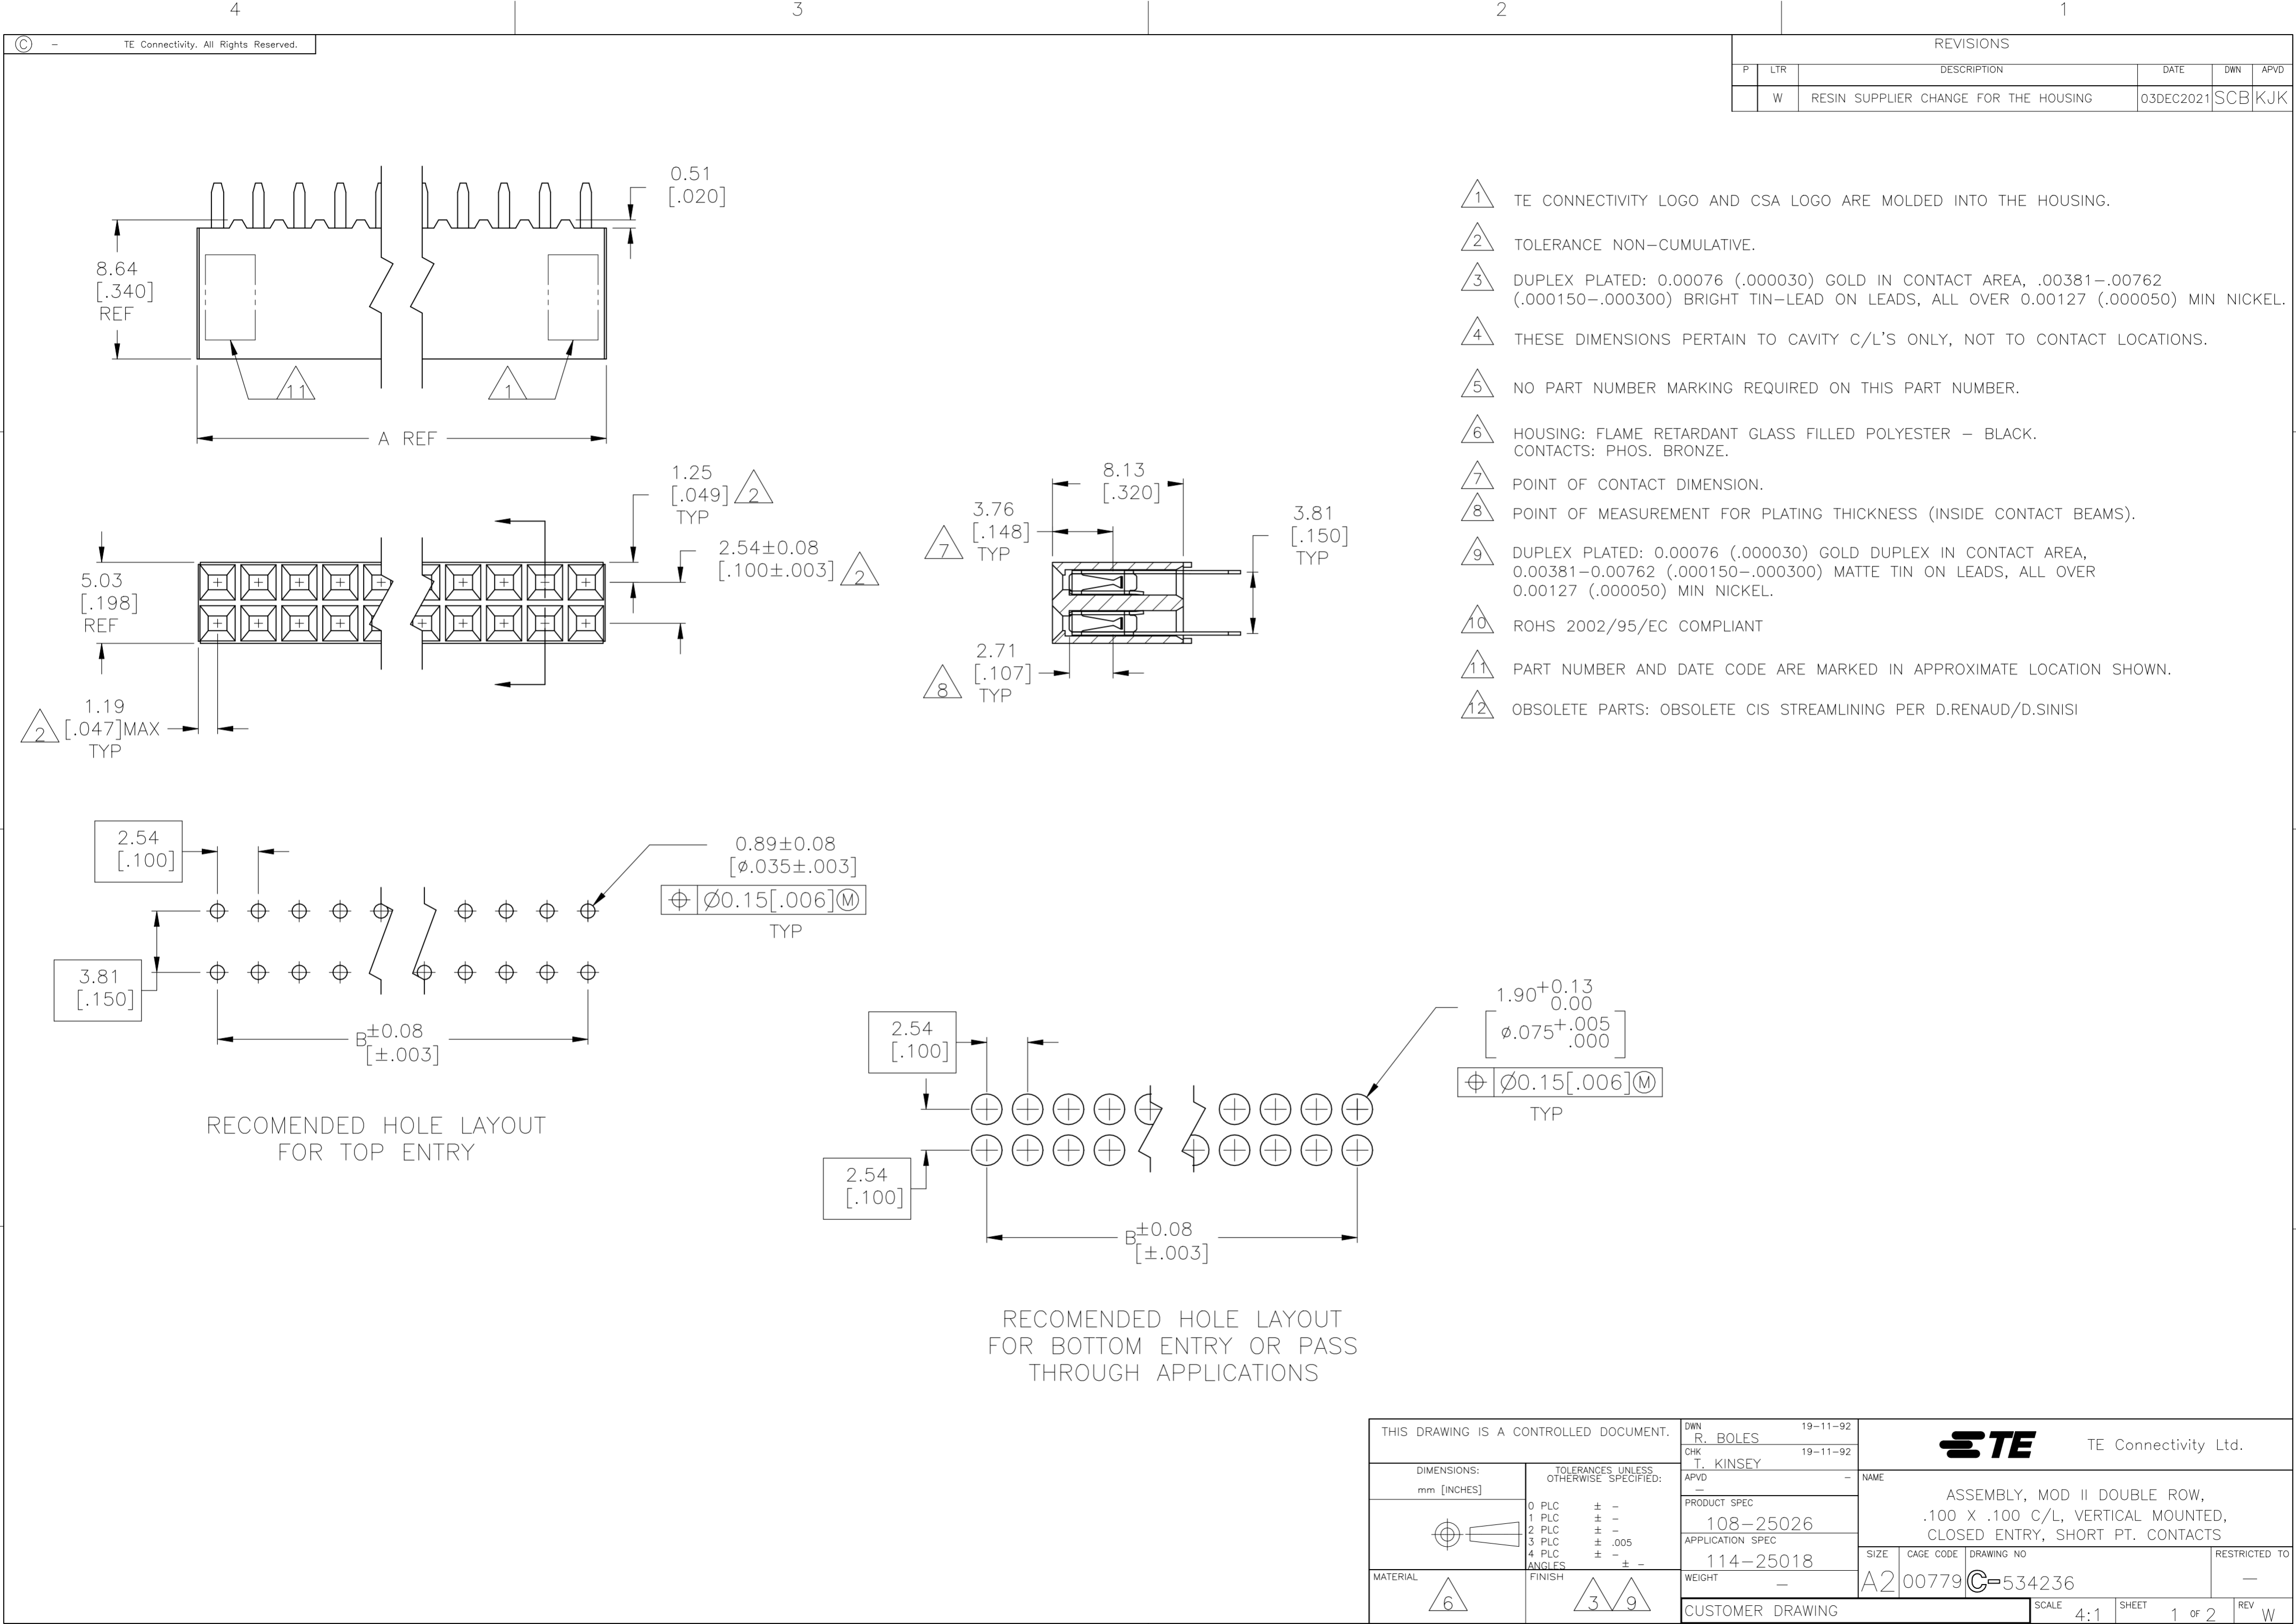 4
3
2
1
© - TE Connectivity. All Rights Reserved.
REVISIONS
P LTR DESCRIPTION DATE DWN APVD
W RESIN SUPPLIER CHANGE FOR THE HOUSING 03DEC2021 SCB KJK
0.51
[.020]
8.64
[.340]
REF
11
1
A REF
1.25
[.049] 2
TYP
2.54±0.08
[.100±.003] 2
5.03
[.198]
REF
1.19
2 [.047]MAX
TYP
8.13
[.320]
3.76
7 [.148]
TYP
3.81
[.150]
TYP
2.71
8 [.107]
TYP
1 TE CONNECTIVITY LOGO AND CSA LOGO ARE MOLDED INTO THE HOUSING.
2 TOLERANCE NON-CUMULATIVE.
3 DUPLEX PLATED: 0.00076 (.000030) GOLD IN CONTACT AREA, .00381-.00762
(.000150-.000300) BRIGHT TIN-LEAD ON LEADS, ALL OVER 0.00127 (.000050) MIN NICKEL.
4 THESE DIMENSIONS PERTAIN TO CAVITY C/L'S ONLY, NOT TO CONTACT LOCATIONS.
5 NO PART NUMBER MARKING REQUIRED ON THIS PART NUMBER.
6 HOUSING: FLAME RETARDANT GLASS FILLED POLYESTER - BLACK.
CONTACTS: PHOS. BRONZE.
7 POINT OF CONTACT DIMENSION.
8 POINT OF MEASUREMENT FOR PLATING THICKNESS (INSIDE CONTACT BEAMS).
9 DUPLEX PLATED: 0.00076 (.000030) GOLD DUPLEX IN CONTACT AREA,
0.00381-0.00762 (.000150-.000300) MATTE TIN ON LEADS, ALL OVER
0.00127 (.000050) MIN NICKEL.
10 ROHS 2002/95/EC COMPLIANT
11 PART NUMBER AND DATE CODE ARE MARKED IN APPROXIMATE LOCATION SHOWN.
12 OBSOLETE PARTS: OBSOLETE CIS STREAMLINING PER D.RENAUD/D.SINISI
2.54
[.100]
0.89±0.08
[ø.035±.003]
⌖ Ø0.15[.006]Ⓜ
TYP
3.81
[.150]
B±0.08
[±.003]
RECOMENDED HOLE LAYOUT
FOR TOP ENTRY
2.54
[.100]
1.90+0.13
0.00
[ø.075+.005
.000]
⌖ Ø0.15[.006]Ⓜ
TYP
2.54
[.100]
B±0.08
[±.003]
RECOMENDED HOLE LAYOUT
FOR BOTTOM ENTRY OR PASS
THROUGH APPLICATIONS
THIS DRAWING IS A CONTROLLED DOCUMENT.
DIMENSIONS:
mm [INCHES]
TOLERANCES UNLESS
OTHERWISE SPECIFIED:
0 PLC ± -
1 PLC ± -
2 PLC ± -
3 PLC ± .005
4 PLC ± -
ANGLES ± -
MATERIAL
6
FINISH
3 9
DWN 19-11-92
R. BOLES
CHK 19-11-92
T. KINSEY
APVD -
-
PRODUCT SPEC
108-25026
APPLICATION SPEC
114-25018
WEIGHT -
CUSTOMER DRAWING
TE TE Connectivity Ltd.
NAME
ASSEMBLY, MOD II DOUBLE ROW,
.100 X .100 C/L, VERTICAL MOUNTED,
CLOSED ENTRY, SHORT PT. CONTACTS
SIZE CAGE CODE DRAWING NO RESTRICTED TO
A2 00779 C-534236 -
SCALE 4:1 SHEET 1 OF 2 REV W